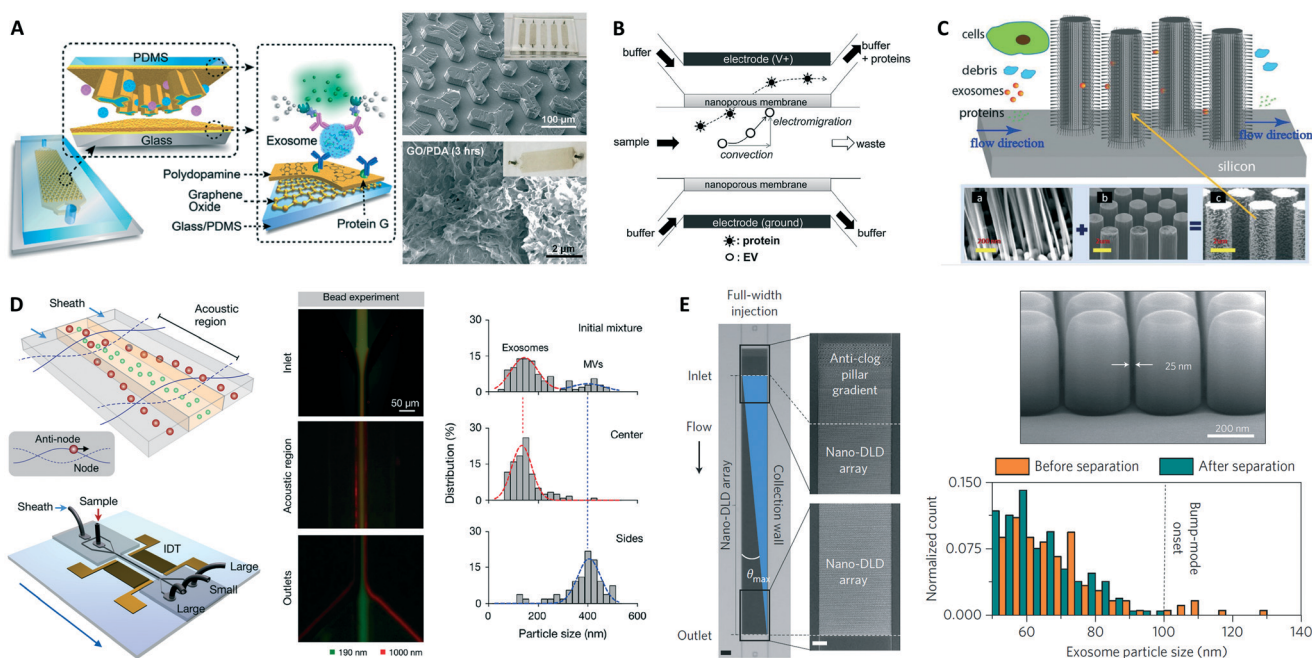 A
PDMS
Glass
Exosome
Polydopamine
Graphene
Oxide
Glass/PDMS
Protein G
100 µm
GO/PDA (3 hrs)
2 µm
B
buffer
electrode (V+)
buffer
+ proteins
nanoporous membrane
electromigration
sample
convection
waste
nanoporous membrane
electrode (ground)
buffer
buffer
: protein
: EV
C
cells
debris
exosomes
proteins
flow direction
flow direction
silicon
a
b
c
+
=
D
Sheath
Acoustic
region
Anti-node
Node
Sheath
Sample
IDT
Large
Small
Large
Bead experiment
Inlet
50 µm
Acoustic region
Outlets
190 nm
1000 nm
30
Initial mixture
Exosomes
MVs
15
0
30
Center
15
0
30
Sides
15
0
Distribution (%)
0
200
400
600
Particle size (nm)
E
Full-width
injection
Inlet
Flow
Nano-DLD array
Collection wall
θmax
Outlet
Anti-clog
pillar
gradient
Nano-DLD
array
Nano-DLD
array
25 nm
200 nm
Before separation
After separation
0.150
0.075
0.000
Normalized count
Bump-mode
onset
60
80
100
120
140
Exosome particle size (nm)